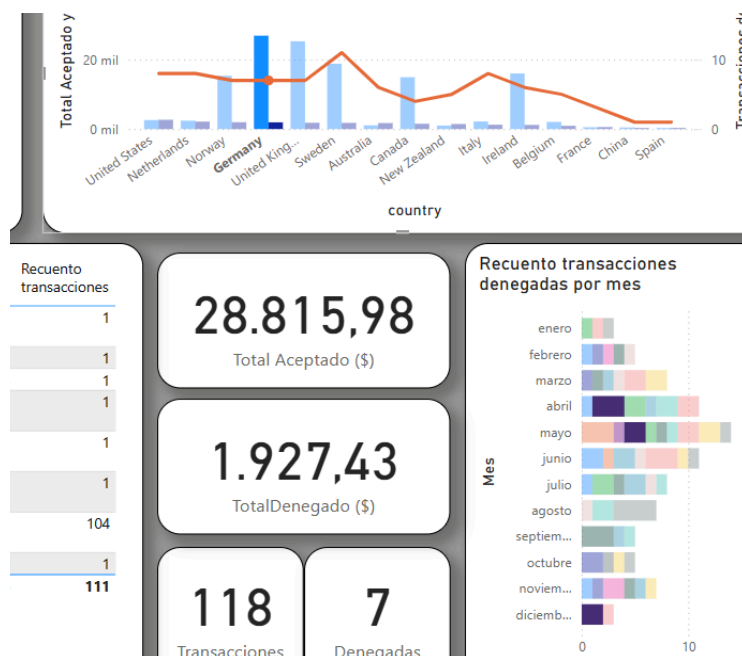 Total Aceptado y
20 mil
0 mil
10
0
Transacciones
United States
Netherlands
Norway
Germany
United King...
Sweden
Australia
Canada
New Zealand
Italy
Ireland
Belgium
France
China
Spain
country
Recuento
transacciones
1
1
1
1
1
1
104
1
111
28.815,98
Total Aceptado ($)
1.927,43
TotalDenegado ($)
118
Transacciones
7
Denegadas
Recuento transacciones
denegadas por mes
Mes
enero
febrero
marzo
abril
mayo
junio
julio
agosto
septiem...
octubre
noviem...
diciemb...
0
10